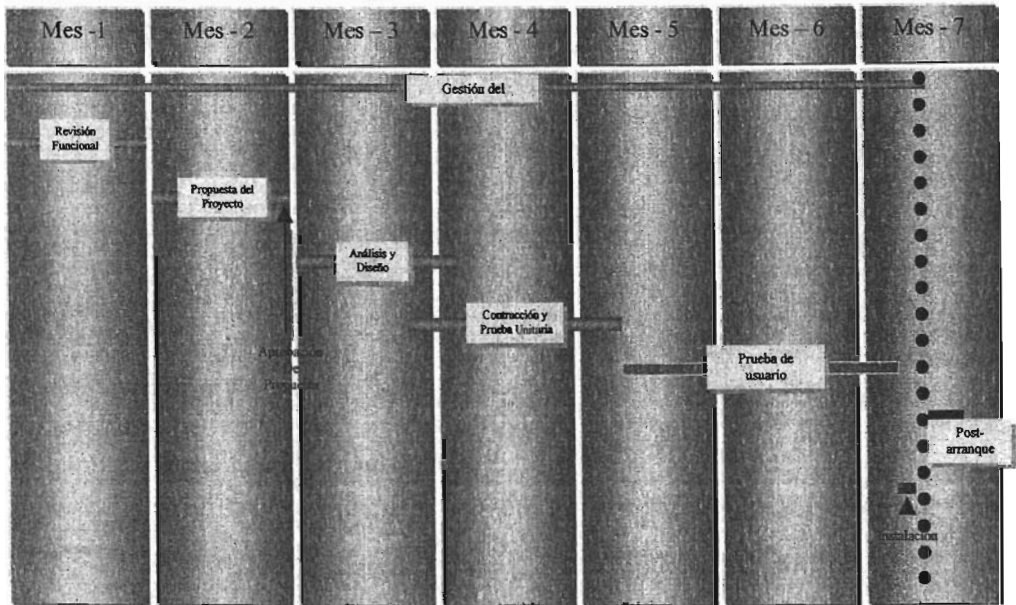 Mes -1
Mes - 2
Mes – 3
Mes - 4
Mes - 5
Mes – 6
Mes - 7
Gestión del
Revisión
Funcional
Propuesta del
Proyecto
Análisis y
Diseño
Contrucción y
Prueba Unitaria
Aprobación
Prueba de
usuario
Post-
arranque
Instalación